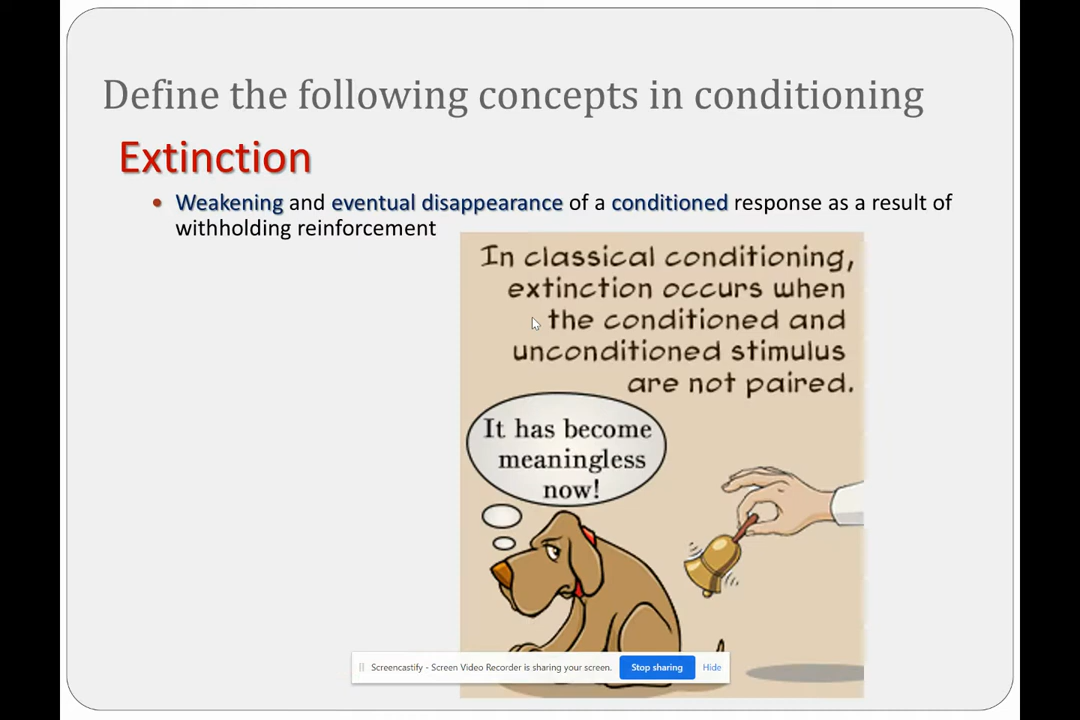 Define the following concepts in conditioning
Extinction
• Weakening and eventual disappearance of a conditioned response as a result of
withholding reinforcement
In classical conditioning,
extinction occurs when
the conditioned and
unconditioned stimulus
are not paired.
It has become
meaningless
now!
Screencastify - Screen Video Recorder is sharing your screen. Stop sharing Hide